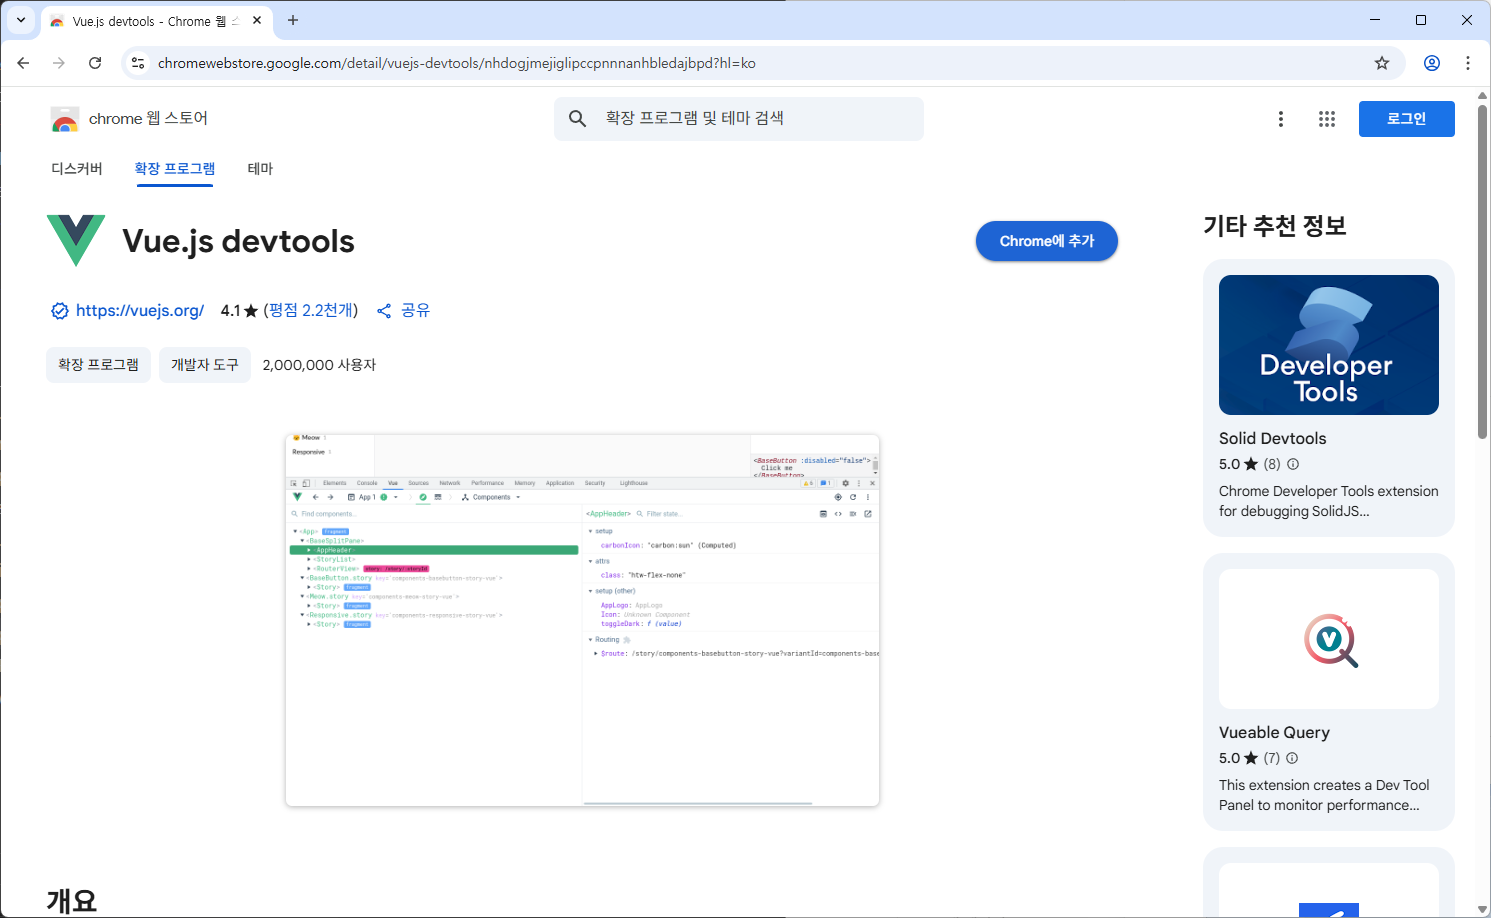 Vue.js devtools - Chrome 웹 스
chromewebstore.google.com/detail/vuejs-devtools/nhdogjmejiglipccpnnnanhbledajbpd?hl=ko
chrome 웹 스토어
확장 프로그램 및 테마 검색
로그인
디스커버
확장 프로그램
테마
Vue.js devtools
Chrome에 추가
https://vuejs.org/
4.1★ (평점 2.2천개)
공유
확장 프로그램
개발자 도구
2,000,000 사용자
Meow 3
Responsive 1
<BaseButton :disabled="false">
Click me
</BaseButton>
Elements Console Vue Sources Network Performance Memory Application Security Lighthouse
App 1
Components
Find components...
<App> fragment
<BaseSplitPane>
<AppHeader>
<StoryList>
<RouterView>
<BaseButton.story key='components-basebutton-story-vue'>
<Story> fragment
<Meow.story key='components-meow-story-vue'>
<Story> fragment
<Responsive.story key='components-responsive-story-vue'>
<Story> fragment
<AppHeader> Filter state...
setup
carbonIcon: "carbon:sun" (Computed)
attrs
class: "htw-flex-none"
setup (other)
AppLogo: AppLogo
Icon: Unknown Component
toggleDark: f (value)
Routing
$route: /story/components-basebutton-story-vue?variantId=components-base
개요
기타 추천 정보
Developer
Tools
Solid Devtools
5.0★ (8)
Chrome Developer Tools extension
for debugging SolidJS...
Vueable Query
5.0★ (7)
This extension creates a Dev Tool
Panel to monitor performance...